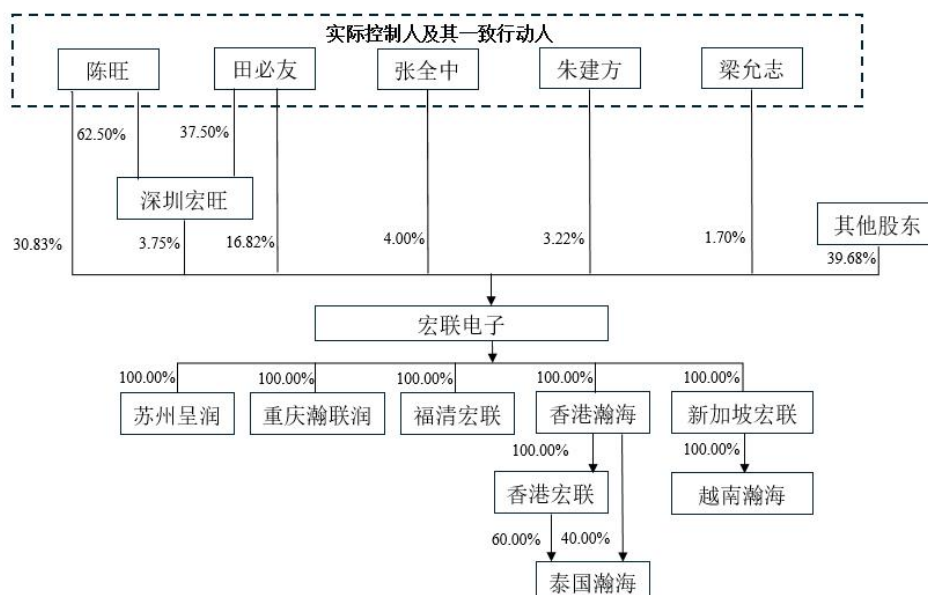 实际控制人及其一致行动人
陈旺
田必友
张全中
朱建方
梁允志
62.50%
37.50%
深圳宏旺
其他股东
30.83%
3.75%
16.82%
4.00%
3.22%
1.70%
39.68%
宏联电子
100.00%
100.00%
100.00%
100.00%
100.00%
苏州呈润
重庆瀚联润
福清宏联
香港瀚海
新加坡宏联
100.00%
100.00%
香港宏联
越南瀚海
60.00%
40.00%
泰国瀚海